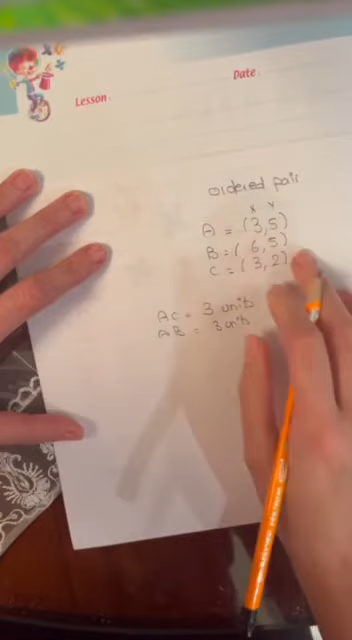 Date :
Lesson :
ordered pair
x y
A = (3,5)
B = (6,5)
C = (3,2)
AC = 3 units
AB = 3 units